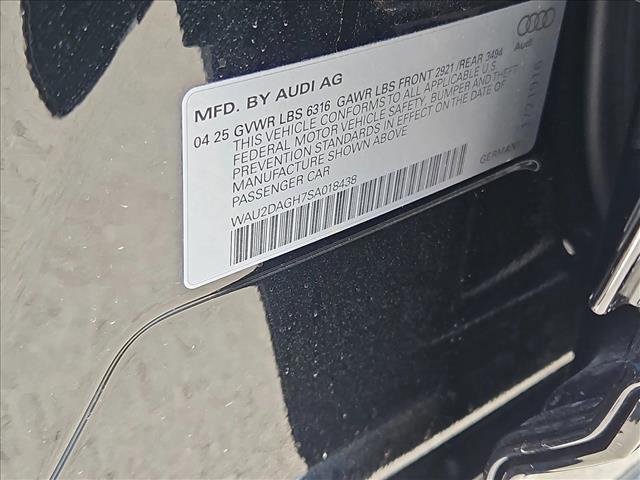 Audi
MFD. BY AUDI AG
04 25 GVWR LBS 6316 GAWR LBS FRONT 2921 /REAR 3494
THIS VEHICLE CONFORMS TO ALL APPLICABLE U.S.
FEDERAL MOTOR VEHICLE SAFETY, BUMPER AND THEFT
PREVENTION STANDARDS IN EFFECT ON THE DATE OF
MANUFACTURE SHOWN ABOVE
PASSENGER CAR
WAU2DAGH7SA018438
GERMANY